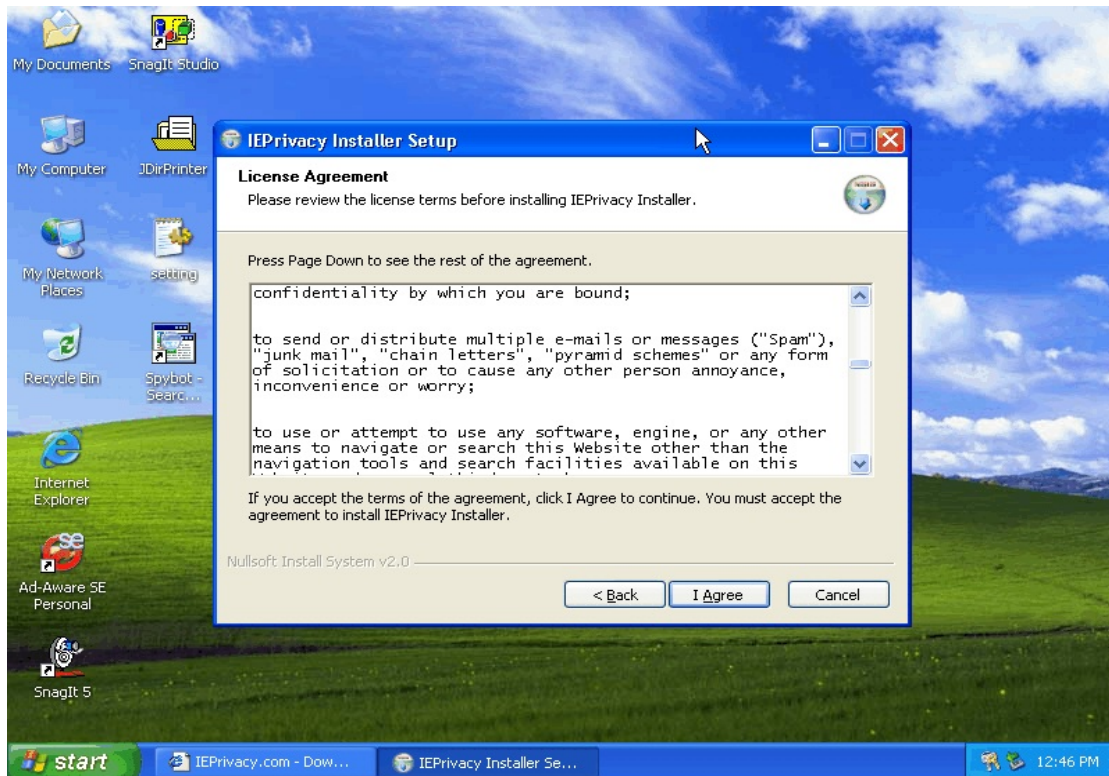 My Documents
SnagIt Studio
My Computer
JDirPrinter
My Network
Places
setting
Recycle Bin
Spybot -
Searc...
Internet
Explorer
Ad-Aware SE
Personal
SnagIt 5
IEPrivacy Installer Setup
License Agreement
Please review the license terms before installing IEPrivacy Installer.
Press Page Down to see the rest of the agreement.
confidentiality by which you are bound;
to send or distribute multiple e-mails or messages ("Spam"),
"junk mail", "chain letters", "pyramid schemes" or any form
of solicitation or to cause any other person annoyance,
inconvenience or worry;
to use or attempt to use any software, engine, or any other
means to navigate or search this Website other than the
navigation tools and search facilities available on this
If you accept the terms of the agreement, click I Agree to continue. You must accept the
agreement to install IEPrivacy Installer.
Nullsoft Install System v2.0
< Back
I Agree
Cancel
start
IEPrivacy.com - Dow...
IEPrivacy Installer Se...
12:46 PM